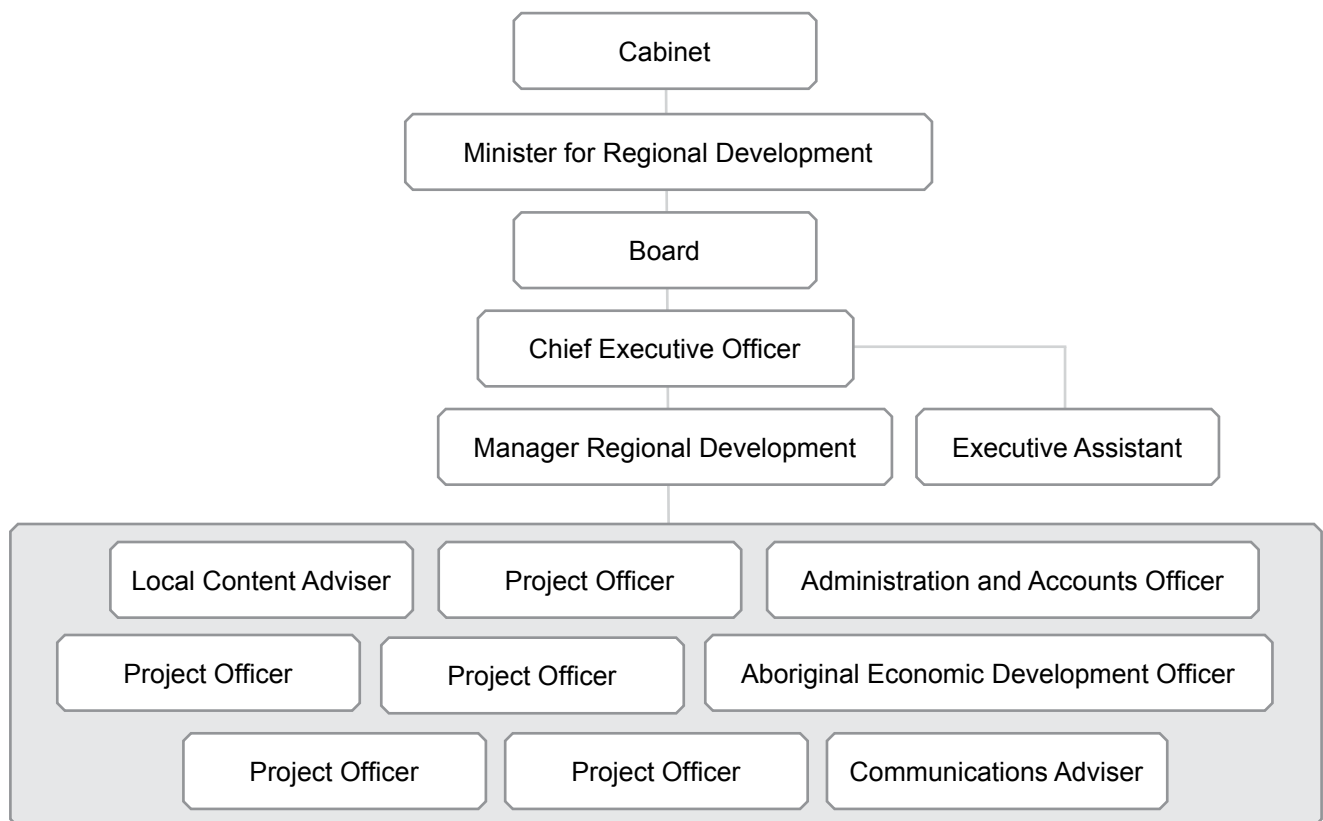 Cabinet
Minister for Regional Development
Board
Chief Executive Officer
Manager Regional Development
Executive Assistant
Local Content Adviser
Project Officer
Administration and Accounts Officer
Project Officer
Project Officer
Aboriginal Economic Development Officer
Project Officer
Project Officer
Communications Adviser